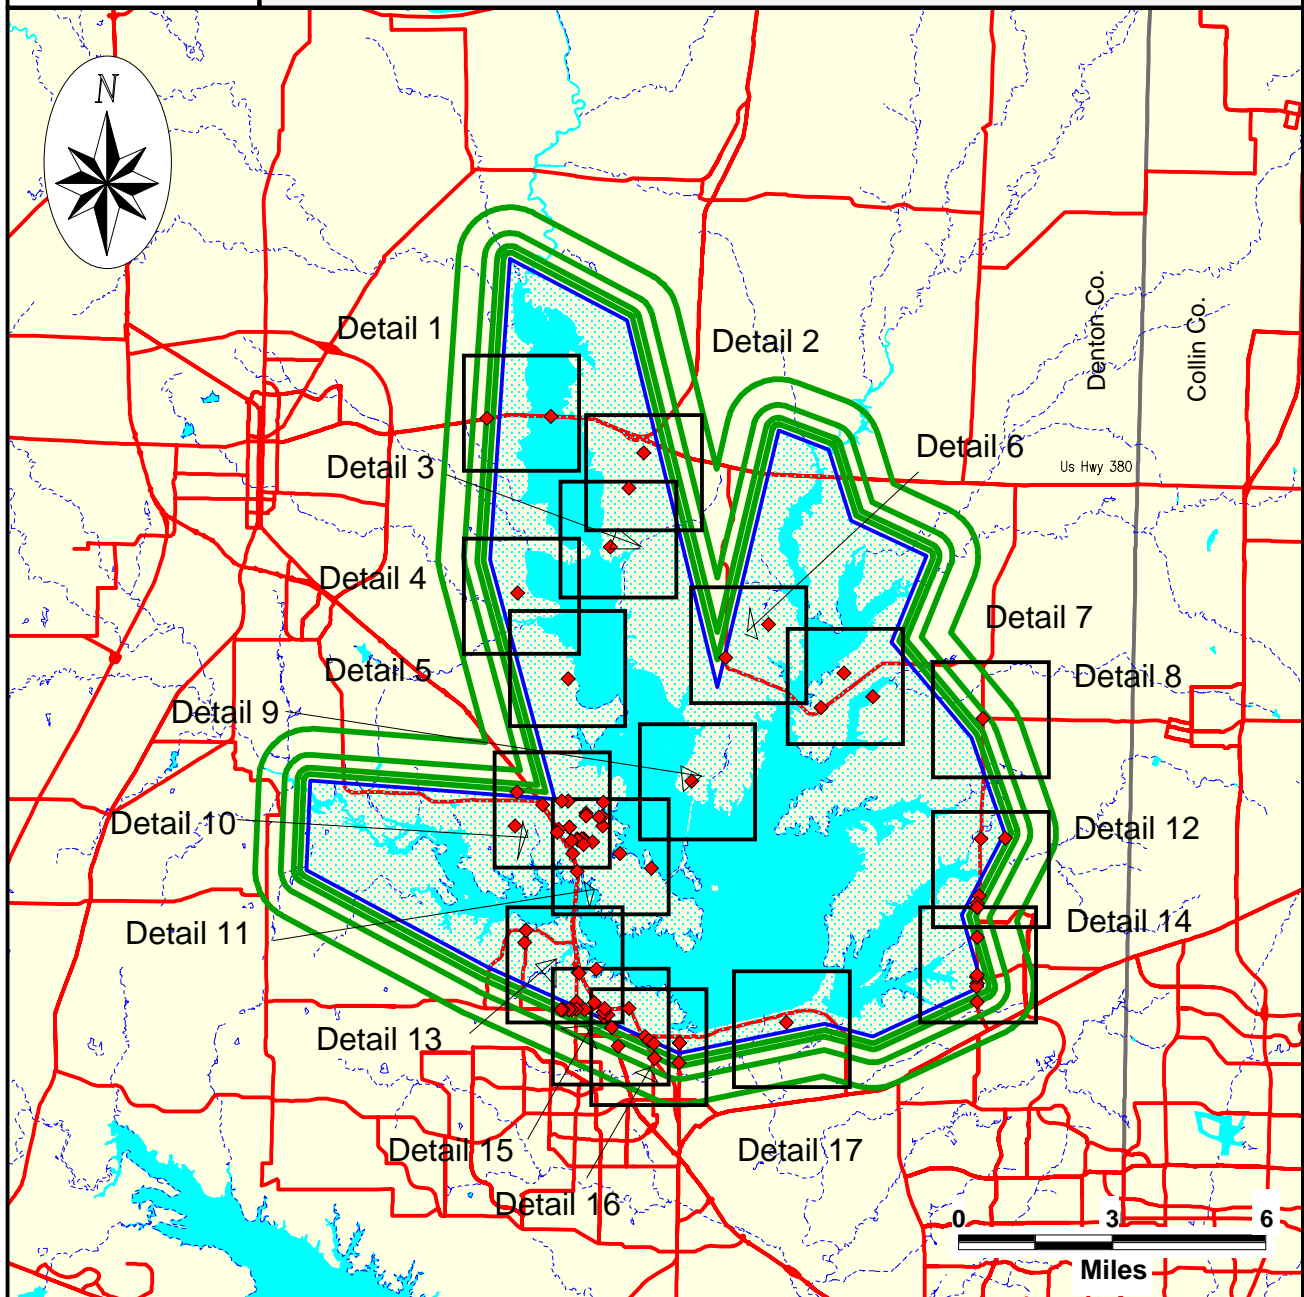 N
Detail 1
Detail 2
Denton Co.
Collin Co.
Detail 3
Detail 6
Us Hwy 380
Detail 4
Detail 7
Detail 5
Detail 8
Detail 9
Detail 10
Detail 12
Detail 11
Detail 14
Detail 13
Detail 15
Detail 17
Detail 16
0 3 6
Miles